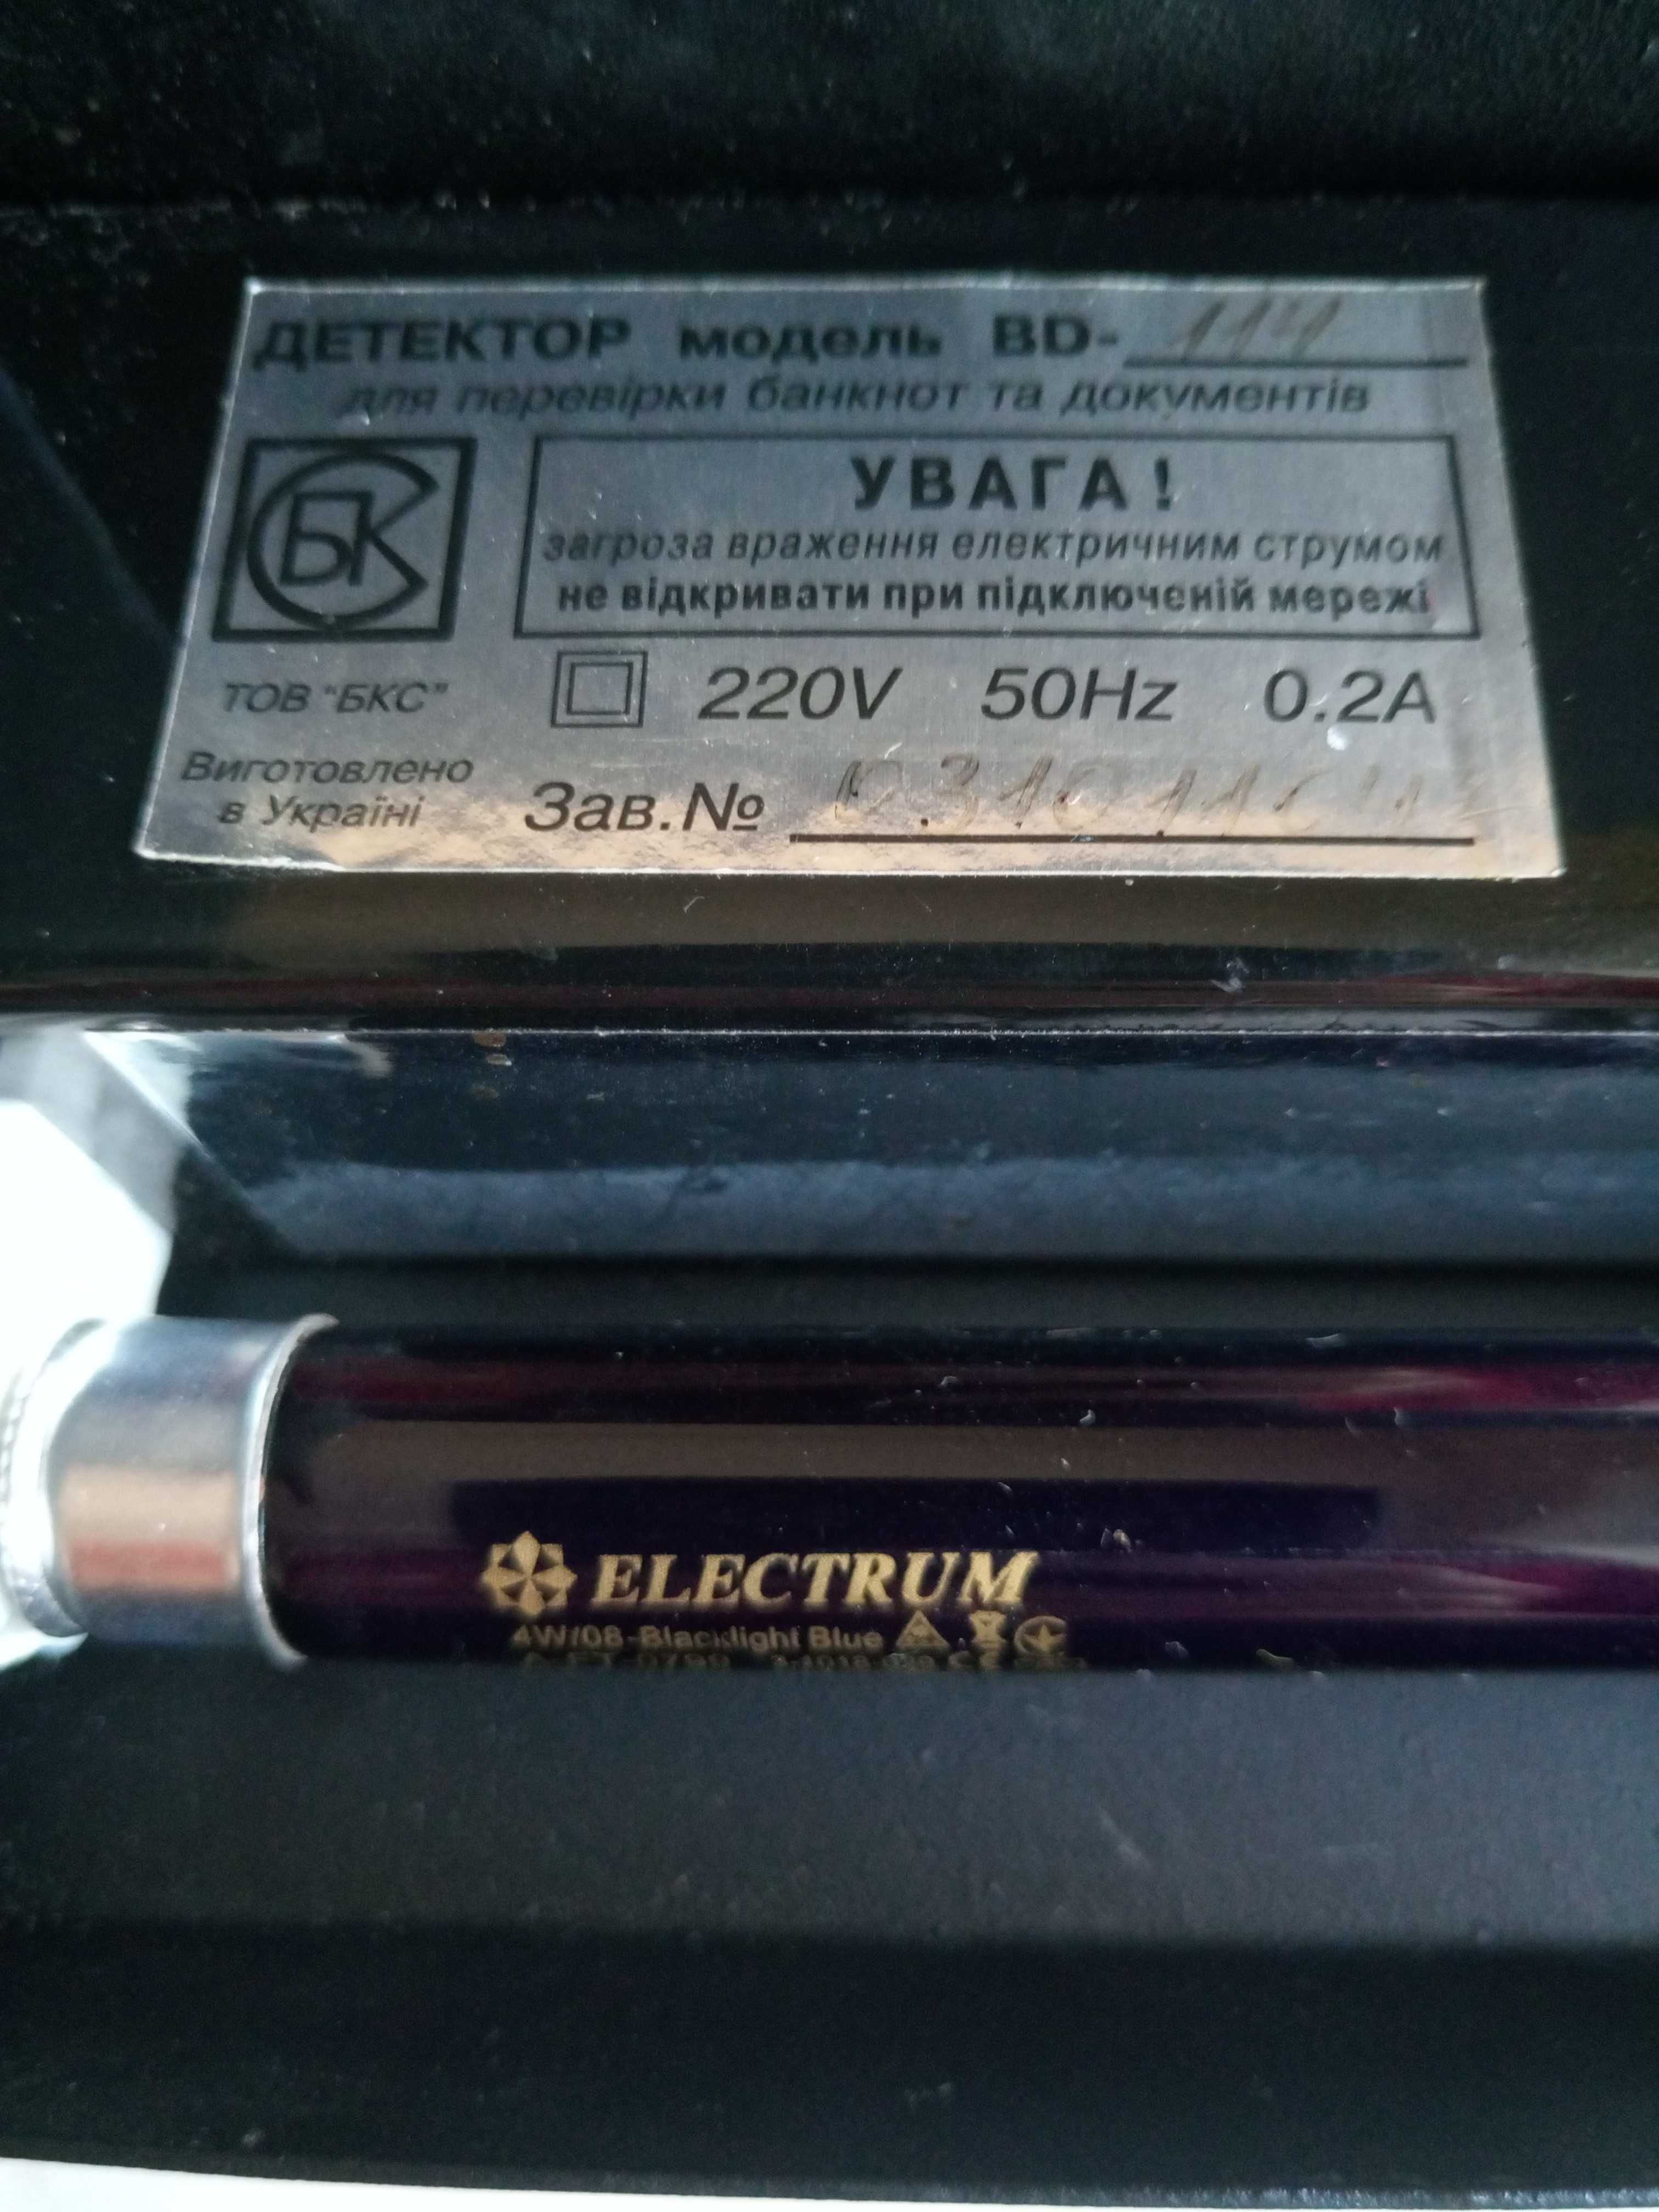 ДЕТЕКТОР модель BD-114
для перевірки банкнот та документів
БКС
УВАГА!
загроза враження електричним струмом
не відкривати при підключеній мережі
ТОВ "БКС"
220V 50Hz 0.2A
Виготовлено
в Україні
Зав.№
ELECTRUM
4W/08-Blacklight Blue